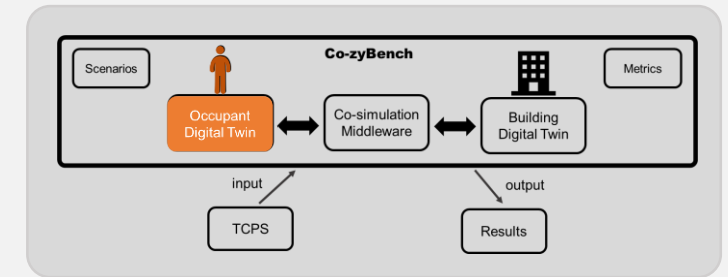 Co-zyBench
Scenarios
Metrics
Occupant
Digital Twin
Co-simulation
Middleware
Building
Digital Twin
input
output
TCPS
Results